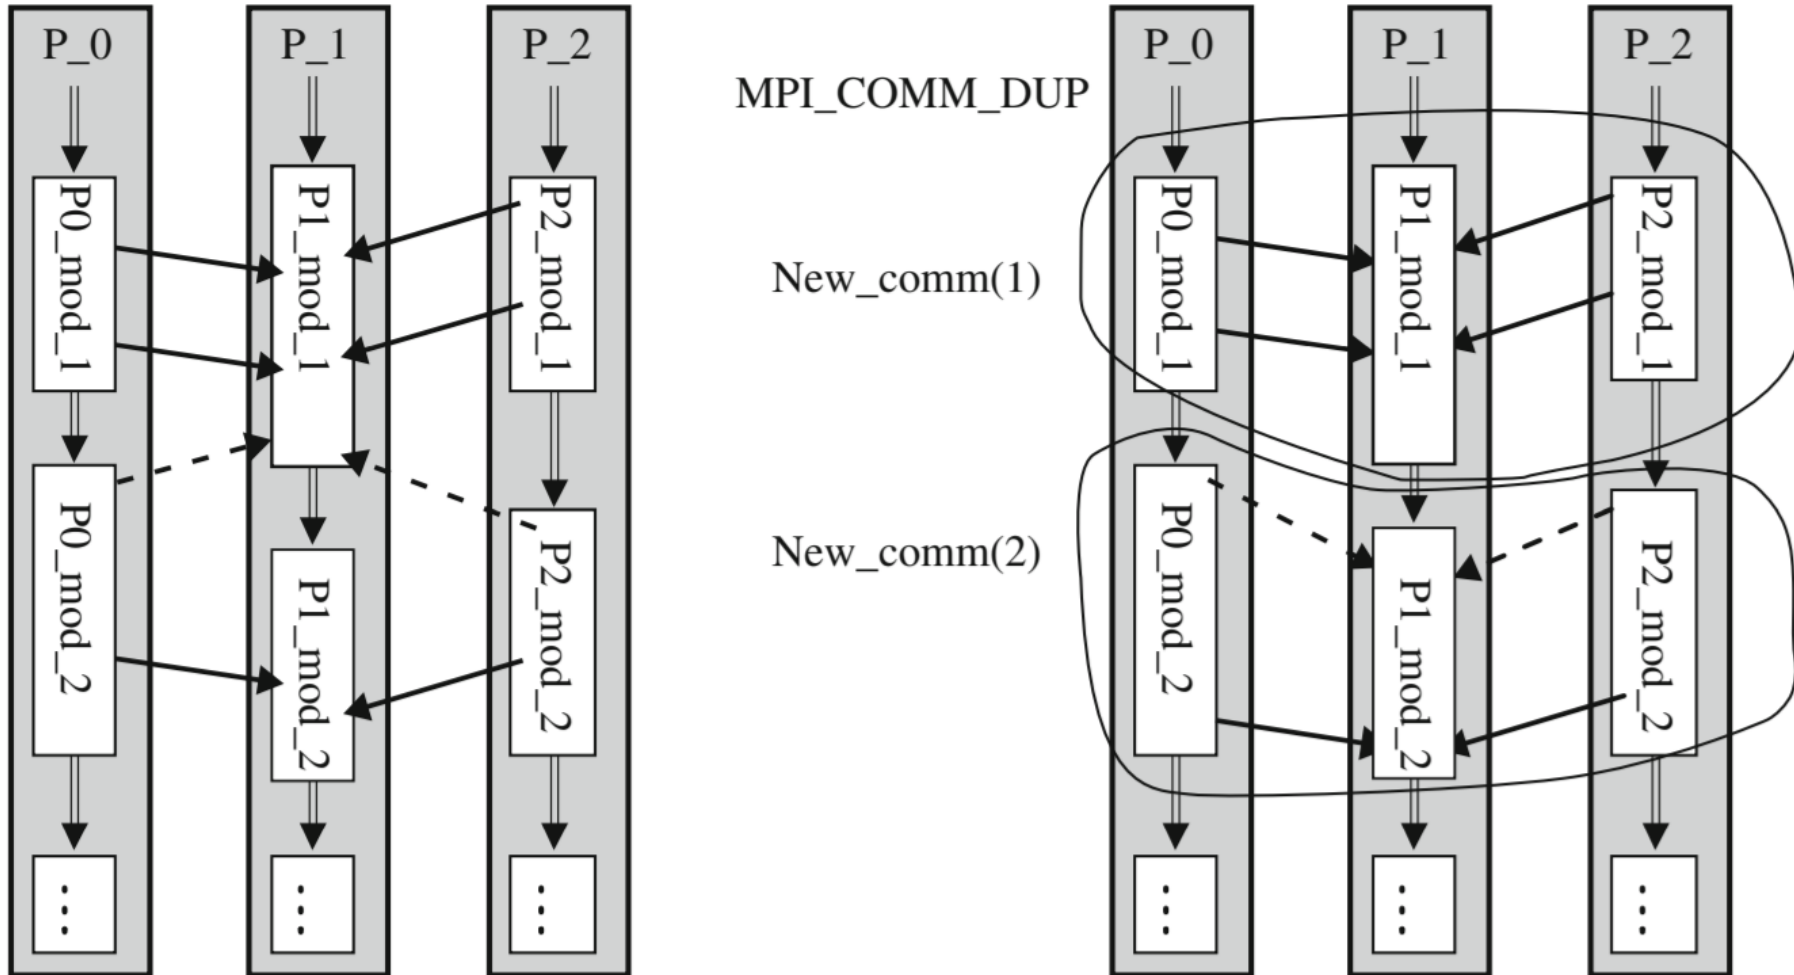 P_0
P_1
P_2
P0_mod_1
P1_mod_1
P2_mod_1
P0_mod_2
P1_mod_2
P2_mod_2
...
...
...
MPI_COMM_DUP
New_comm(1)
New_comm(2)
P_0
P_1
P_2
P0_mod_1
P1_mod_1
P2_mod_1
P0_mod_2
P1_mod_2
P2_mod_2
...
...
...